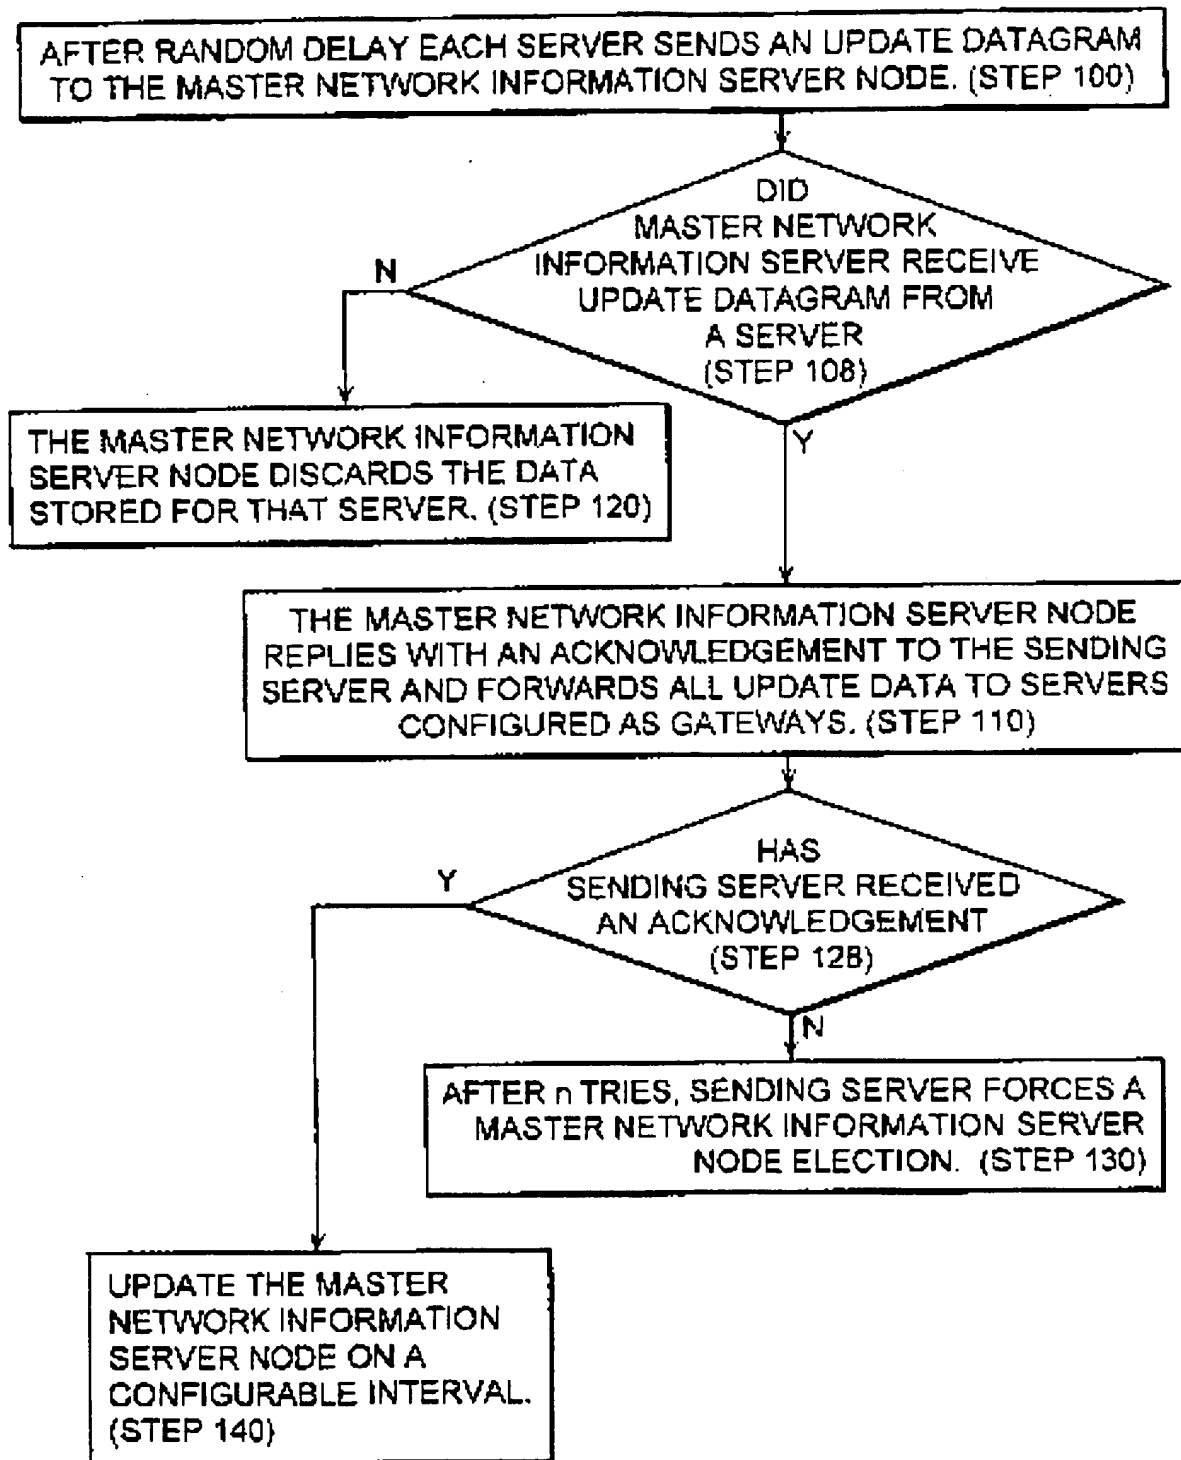 AFTER RANDOM DELAY EACH SERVER SENDS AN UPDATE DATAGRAM
TO THE MASTER NETWORK INFORMATION SERVER NODE. (STEP 100)
DID
MASTER NETWORK
INFORMATION SERVER RECEIVE
UPDATE DATAGRAM FROM
A SERVER
(STEP 108)
N
Y
THE MASTER NETWORK INFORMATION
SERVER NODE DISCARDS THE DATA
STORED FOR THAT SERVER. (STEP 120)
THE MASTER NETWORK INFORMATION SERVER NODE
REPLIES WITH AN ACKNOWLEDGEMENT TO THE SENDING
SERVER AND FORWARDS ALL UPDATE DATA TO SERVERS
CONFIGURED AS GATEWAYS. (STEP 110)
HAS
SENDING SERVER RECEIVED
AN ACKNOWLEDGEMENT
(STEP 128)
Y
N
AFTER n TRIES, SENDING SERVER FORCES A
MASTER NETWORK INFORMATION SERVER
NODE ELECTION. (STEP 130)
UPDATE THE MASTER
NETWORK INFORMATION
SERVER NODE ON A
CONFIGURABLE INTERVAL.
(STEP 140)